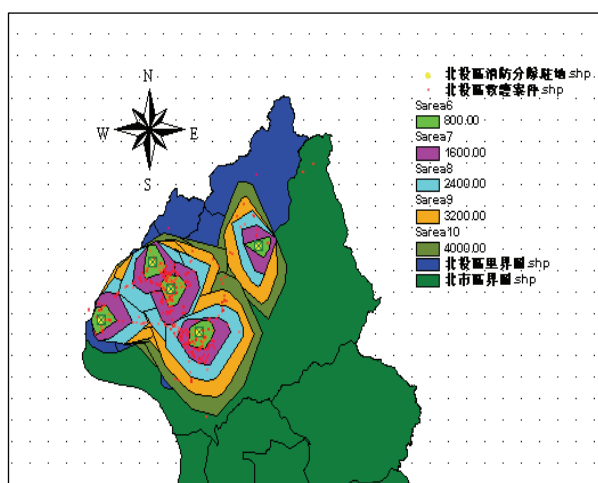 N
W E
S
北投區消防分隊駐地.shp
北投區救護案件.shp
Sarea6
800.00
Sarea7
1600.00
Sarea8
2400.00
Sarea9
3200.00
Sarea10
4000.00
北投區里界圖.shp
北市區界圖.shp